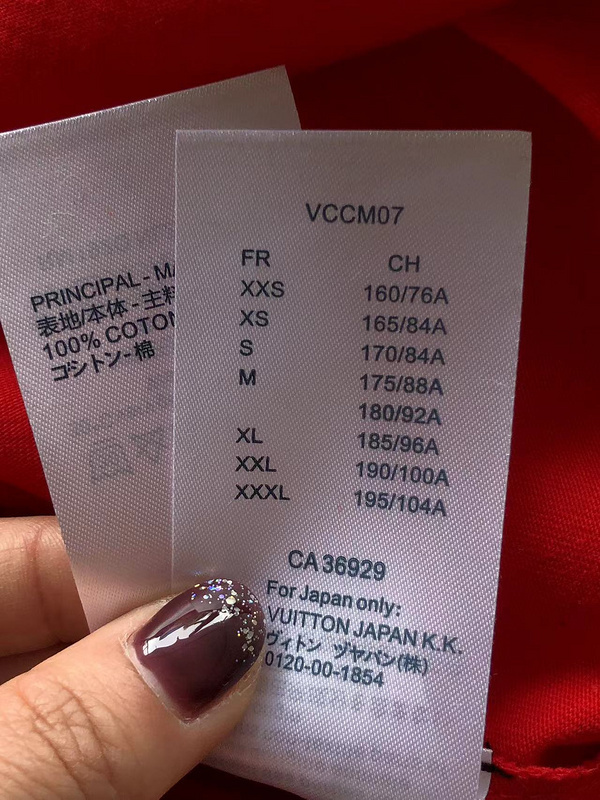 VCCM07
FR CH
XXS 160/76A
XS 165/84A
S 170/84A
M 175/88A
180/92A
XL 185/96A
XXL 190/100A
XXXL 195/104A
CA 36929
For Japan only:
VUITTON JAPAN K.K.
ヴィトン ヅヤパン(株)
0120-00-1854
PRINCIPAL - MA
表地/本体 - 主料
100% COTON
コットン - 棉